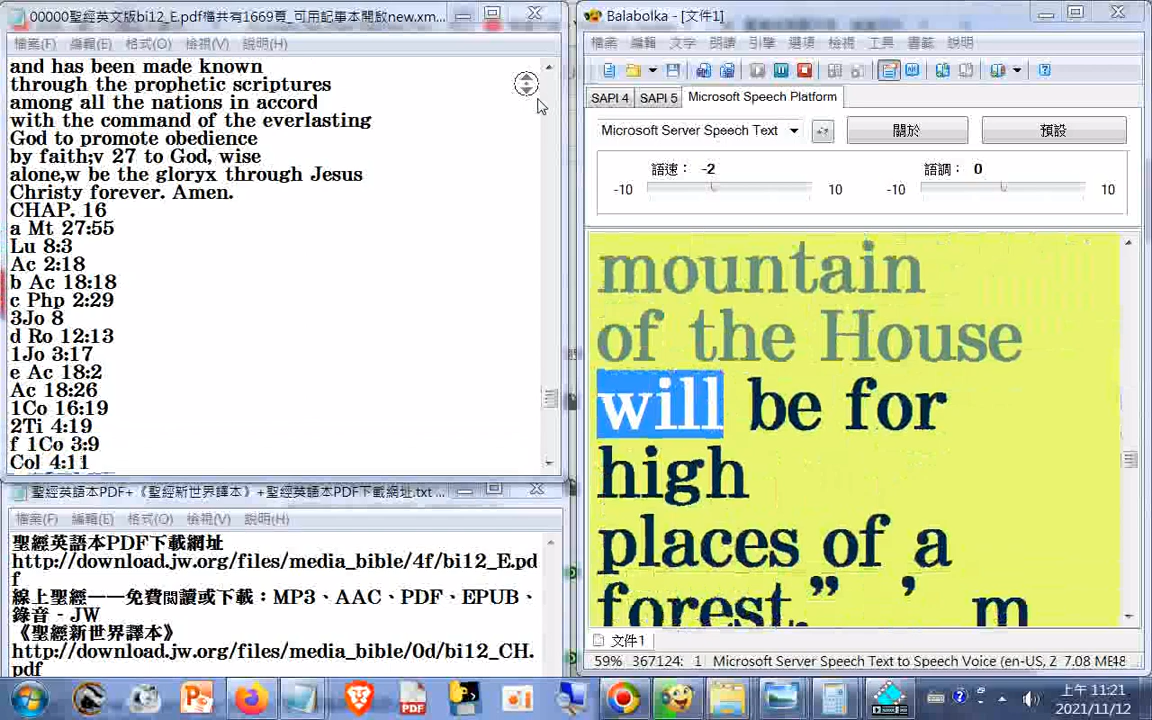 00000聖經英文版bi12_E.pdf檔共有1669頁_可用記事本開啟new.xm...
檔案(F) 編輯(E) 格式(O) 檢視(V) 說明(H)
and has been made known
through the prophetic scriptures
among all the nations in accord
with the command of the everlasting
God to promote obedience
by faith;v 27 to God, wise
alone,w be the gloryx through Jesus
Christy forever. Amen.
CHAP. 16
a Mt 27:55
Lu 8:3
Ac 2:18
b Ac 18:18
c Php 2:29
3Jo 8
d Ro 12:13
1Jo 3:17
e Ac 18:2
Ac 18:26
1Co 16:19
2Ti 4:19
f 1Co 3:9
Col 4:11
聖經英語本PDF+《聖經新世界譯本》+聖經英語本PDF下載網址.txt ...
檔案(F) 編輯(E) 格式(O) 檢視(V) 說明(H)
聖經英語本PDF下載網址
http://download.jw.org/files/media_bible/4f/bi12_E.pd
f
線上聖經——免費閱讀或下載：MP3、AAC、PDF、EPUB、
錄音 - JW
《聖經新世界譯本》
http://download.jw.org/files/media_bible/0d/bi12_CH.
pdf
Balabolka - [文件1]
檔案 編輯 文字 朗讀 引擎 選項 檢視 工具 書籤 說明
SAPI 4 SAPI 5 Microsoft Speech Platform
Microsoft Server Speech Text 關於 預設
語速： -2 語調： 0
-10 10 -10 10
mountain
of the House
will be for
high
places of a
forest.” ’ m
文件1
59% 367124: 1 Microsoft Server Speech Text to Speech Voice (en-US, 2 7.08 MB
上午 11:21
2021/11/12